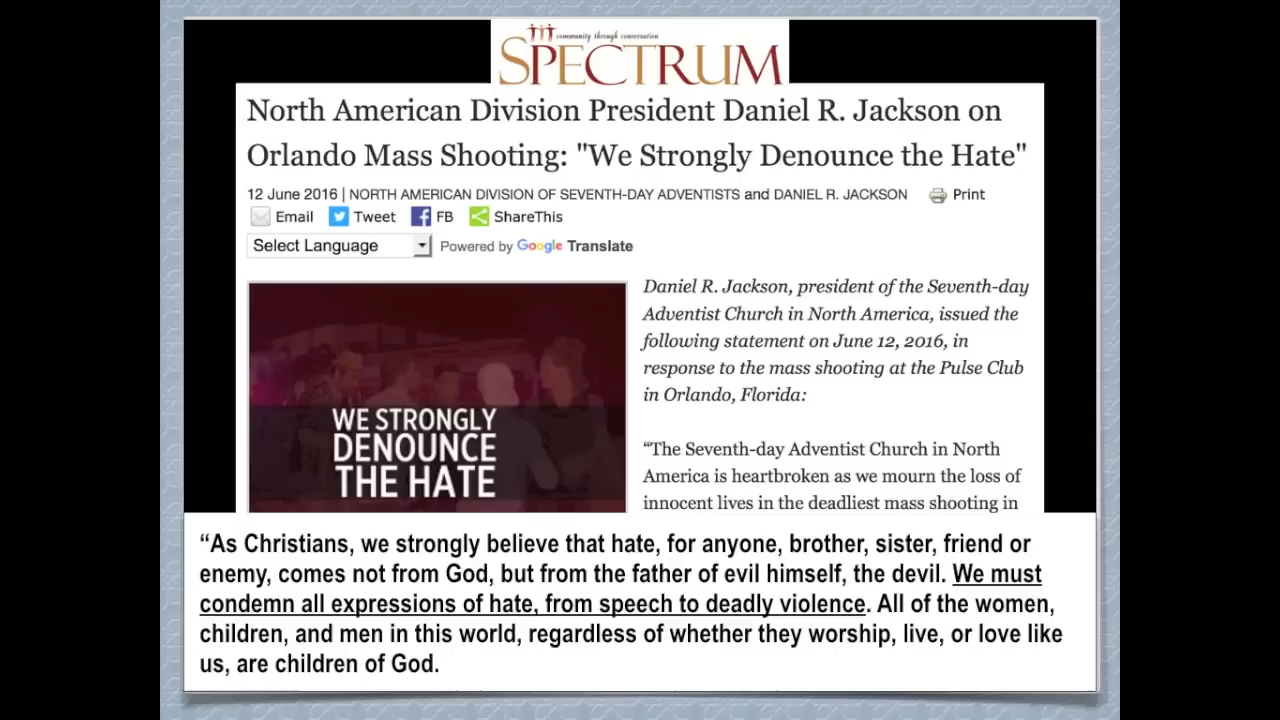 community through conversation
SPECTRUM
North American Division President Daniel R. Jackson on
Orlando Mass Shooting: "We Strongly Denounce the Hate"
12 June 2016 | NORTH AMERICAN DIVISION OF SEVENTH-DAY ADVENTISTS and DANIEL R. JACKSON Print
Email Tweet FB ShareThis
Select Language Powered by Google Translate
WE STRONGLY
DENOUNCE
THE HATE
Daniel R. Jackson, president of the Seventh-day
Adventist Church in North America, issued the
following statement on June 12, 2016, in
response to the mass shooting at the Pulse Club
in Orlando, Florida:
“The Seventh-day Adventist Church in North
America is heartbroken as we mourn the loss of
innocent lives in the deadliest mass shooting in
“As Christians, we strongly believe that hate, for anyone, brother, sister, friend or
enemy, comes not from God, but from the father of evil himself, the devil. We must
condemn all expressions of hate, from speech to deadly violence. All of the women,
children, and men in this world, regardless of whether they worship, live, or love like
us, are children of God.